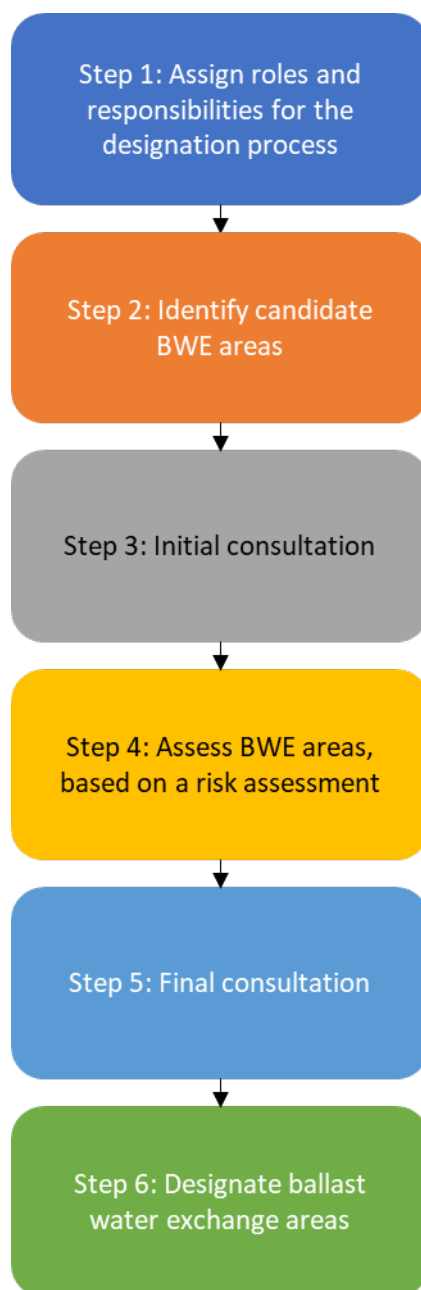 Step 1: Assign roles and
responsibilities for the
designation process
Step 2: Identify candidate
BWE areas
Step 3: Initial consultation
Step 4: Assess BWE areas,
based on a risk assessment
Step 5: Final consultation
Step 6: Designate ballast
water exchange areas